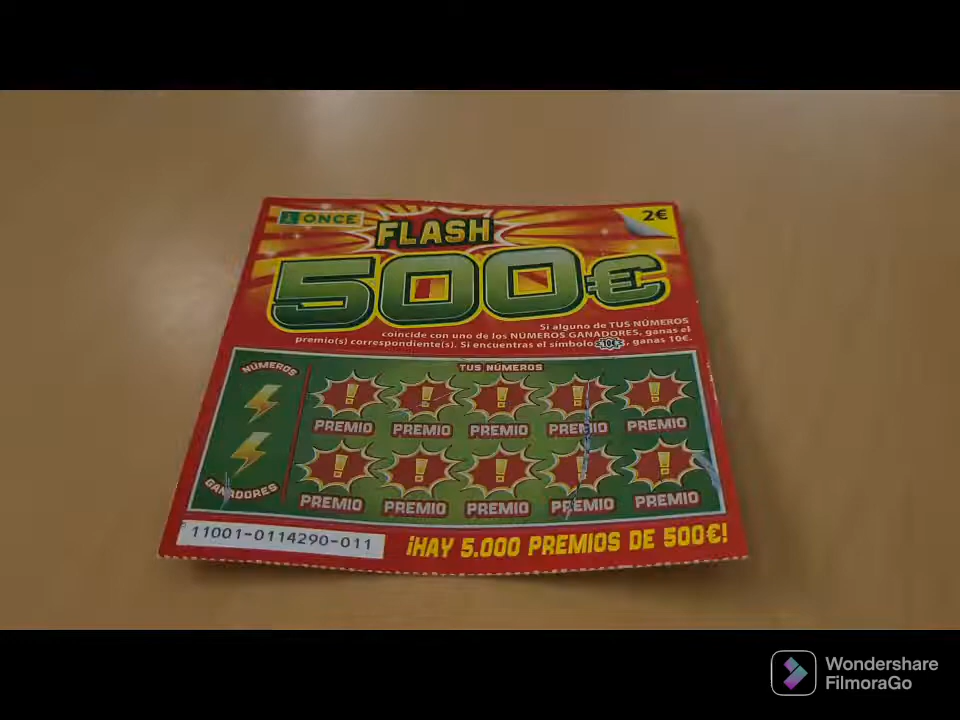 ONCE
FLASH
2€
500€
Si alguno de TUS NÚMEROS
coincide con uno de los NÚMEROS GANADORES, ganas el
premio(s) correspondiente(s). Si encuentras el símbolo 10€, ganas 10€.
NÚMEROS
GANADORES
TUS NÚMEROS
! ! ! ! !
PREMIO PREMIO PREMIO PREMIO PREMIO
! ! ! ! !
PREMIO PREMIO PREMIO PREMIO PREMIO
11001-0114290-011
¡HAY 5.000 PREMIOS DE 500€!
Wondershare
FilmoraGo